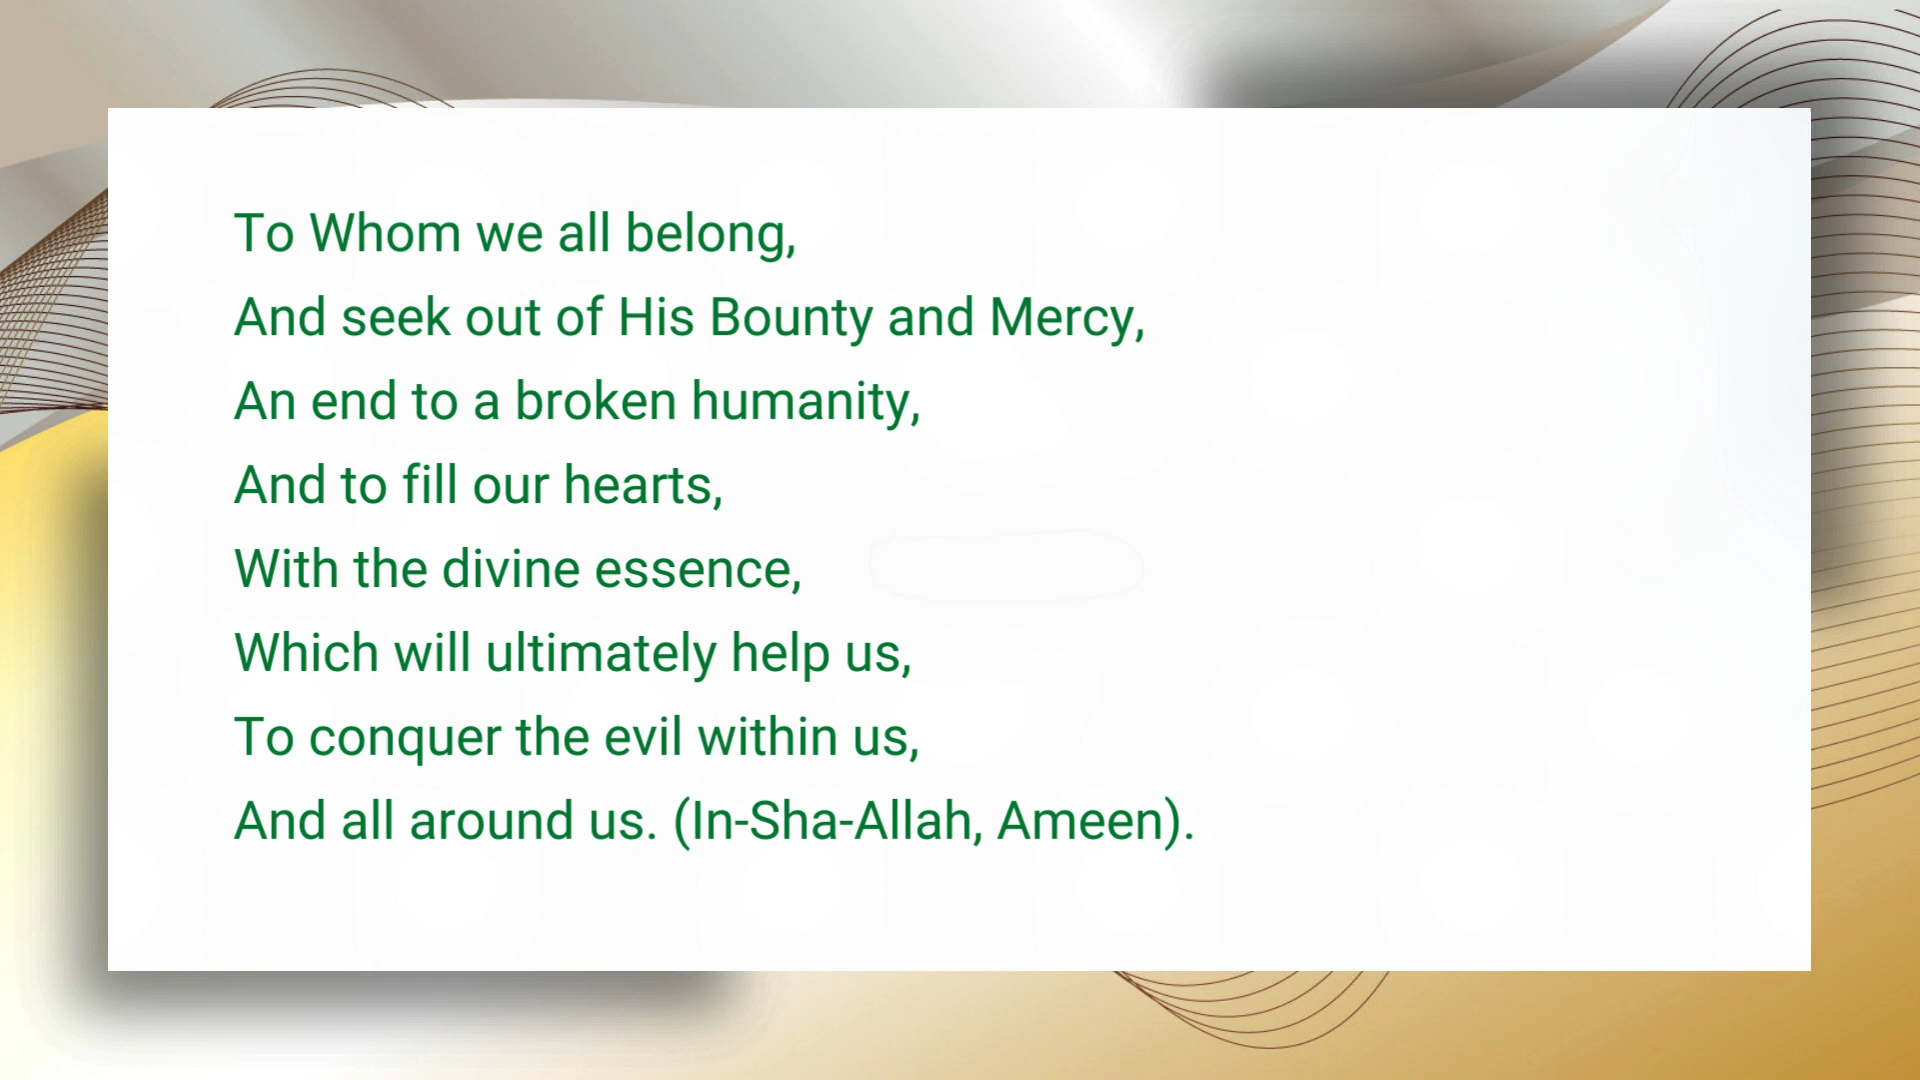 To Whom we all belong,
And seek out of His Bounty and Mercy,
An end to a broken humanity,
And to fill our hearts,
With the divine essence,
Which will ultimately help us,
To conquer the evil within us,
And all around us. (In-Sha-Allah, Ameen).